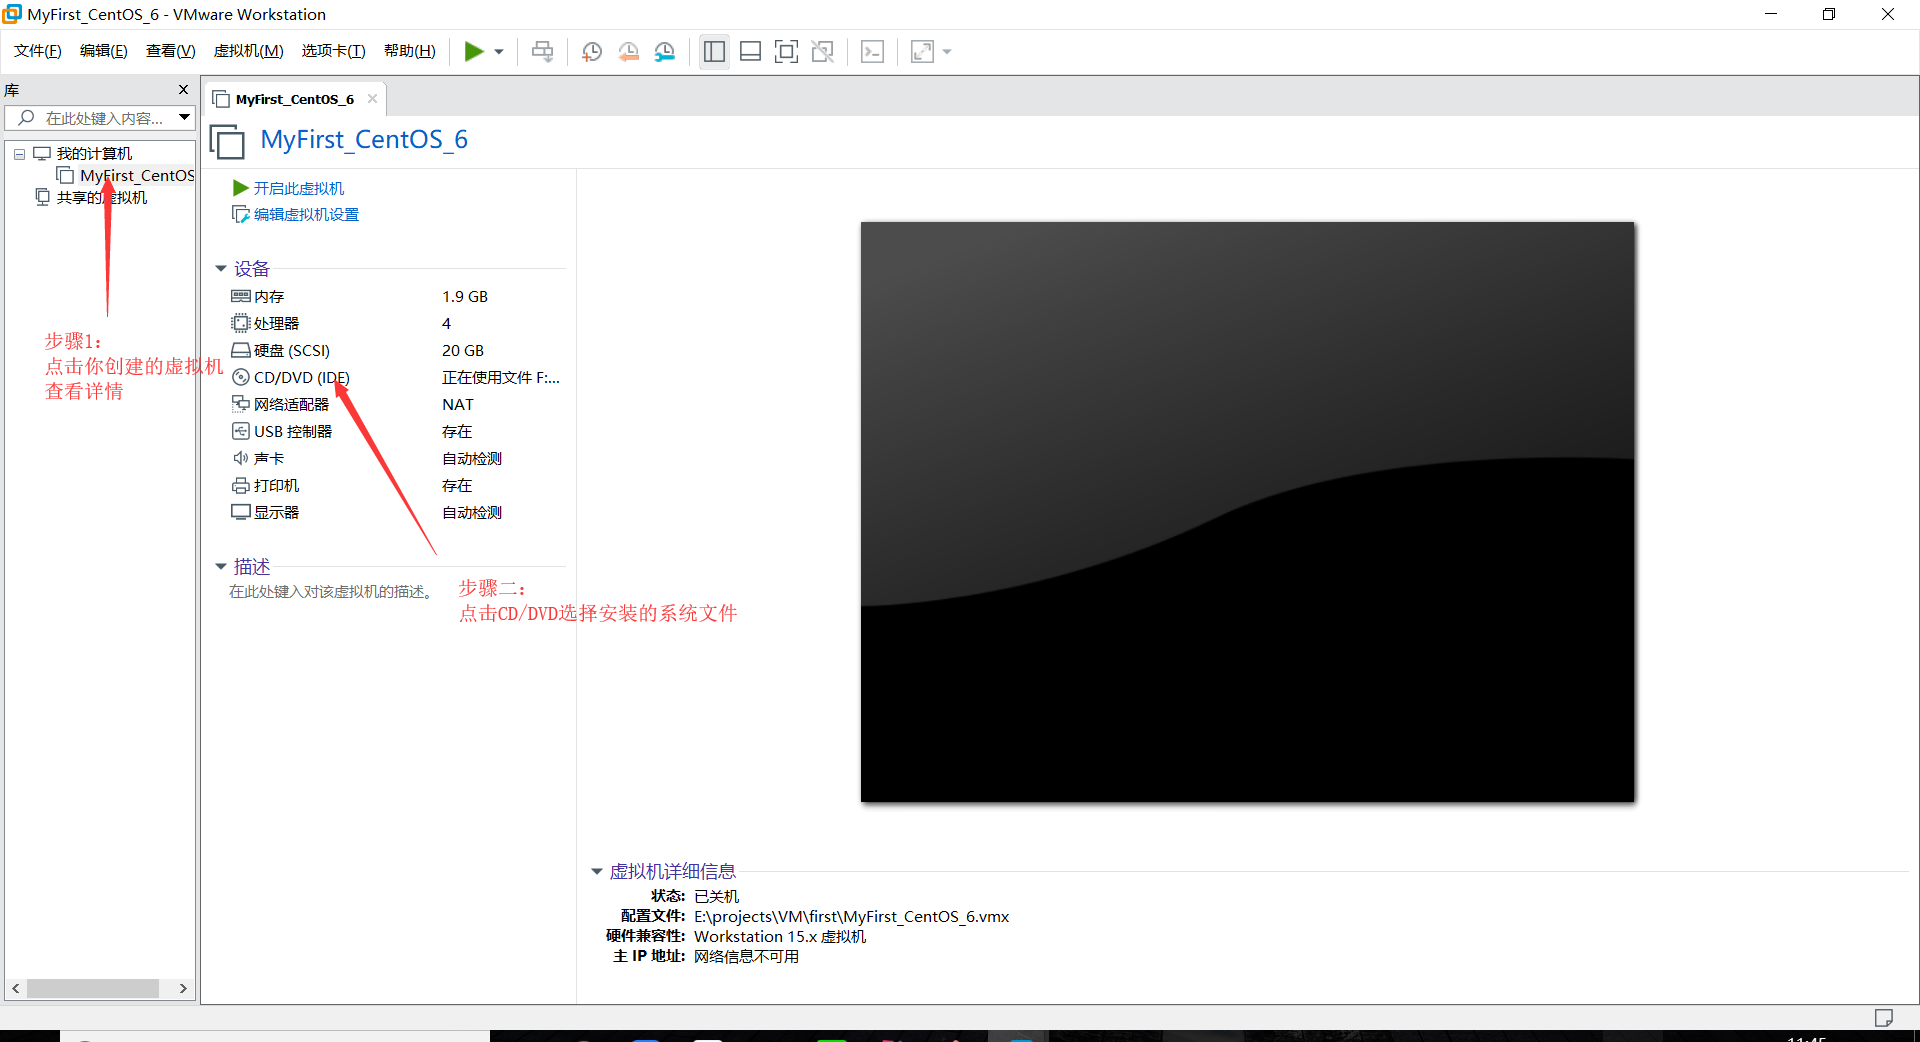 MyFirst_CentOS_6 - VMware Workstation
文件(F) 编辑(E) 查看(V) 虚拟机(M) 选项卡(T) 帮助(H)
库
在此处键入内容...
我的计算机
MyFirst_CentOS
共享的虚拟机
步骤1:
点击你创建的虚拟机
查看详情
MyFirst_CentOS_6
MyFirst_CentOS_6
开启此虚拟机
编辑虚拟机设置
设备
内存 1.9 GB
处理器 4
硬盘 (SCSI) 20 GB
CD/DVD (IDE) 正在使用文件 F:...
网络适配器 NAT
USB 控制器 存在
声卡 自动检测
打印机 存在
显示器 自动检测
描述
在此处键入对该虚拟机的描述。
步骤二:
点击CD/DVD选择安装的系统文件
虚拟机详细信息
状态: 已关机
配置文件: E:\projects\VM\first\MyFirst_CentOS_6.vmx
硬件兼容性: Workstation 15.x 虚拟机
主 IP 地址: 网络信息不可用